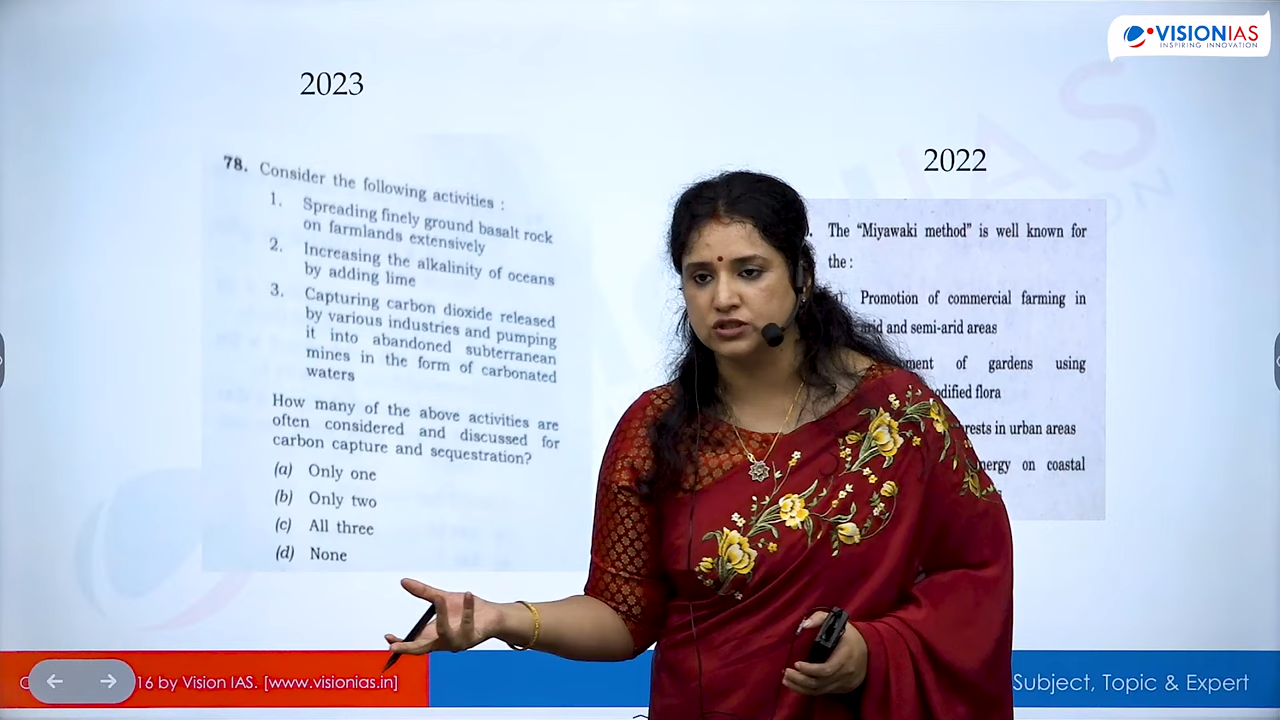 VISIONIAS
INSPIRING INNOVATION
2023
78. Consider the following activities :
1. Spreading finely ground basalt rock
on farmlands extensively
2. Increasing the alkalinity of oceans
by adding lime
3. Capturing carbon dioxide released
by various industries and pumping
it into abandoned subterranean
mines in the form of carbonated
waters
How many of the above activities are
often considered and discussed for
carbon capture and sequestration?
(a) Only one
(b) Only two
(c) All three
(d) None
2022
The “Miyawaki method” is well known for
the :
Promotion of commercial farming in
and semi-arid areas
of gardens using
flora
in urban areas
on coastal
16 by Vision IAS. [www.visionias.in]
Subject, Topic & Expert